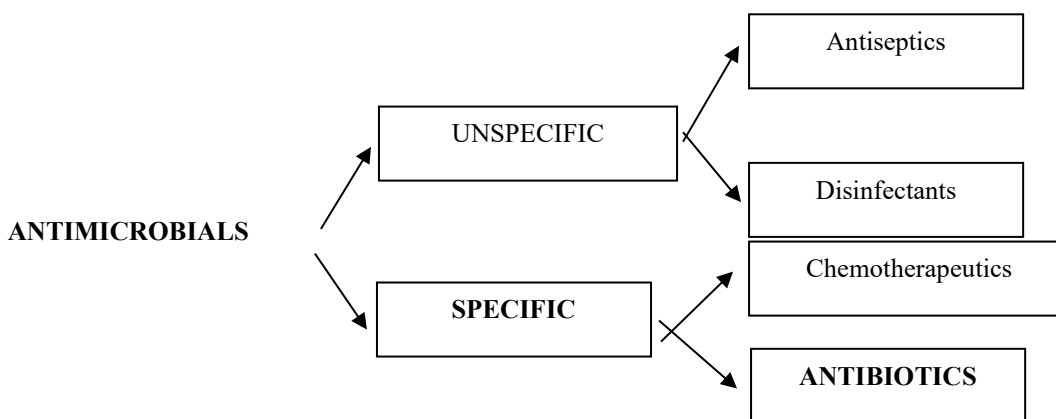 Antiseptics
UNSPECIFIC
Disinfectants
ANTIMICROBIALS
Chemotherapeutics
SPECIFIC
ANTIBIOTICS